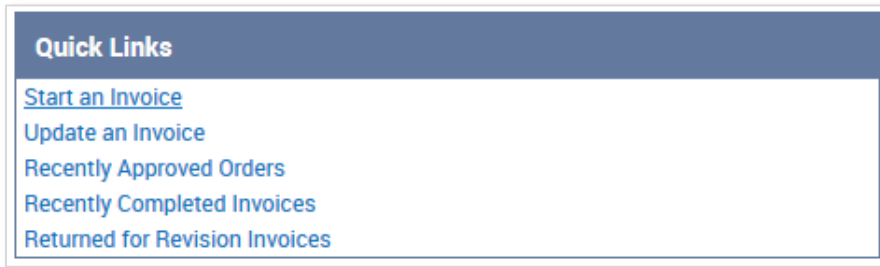 Quick Links
Start an Invoice
Update an Invoice
Recently Approved Orders
Recently Completed Invoices
Returned for Revision Invoices